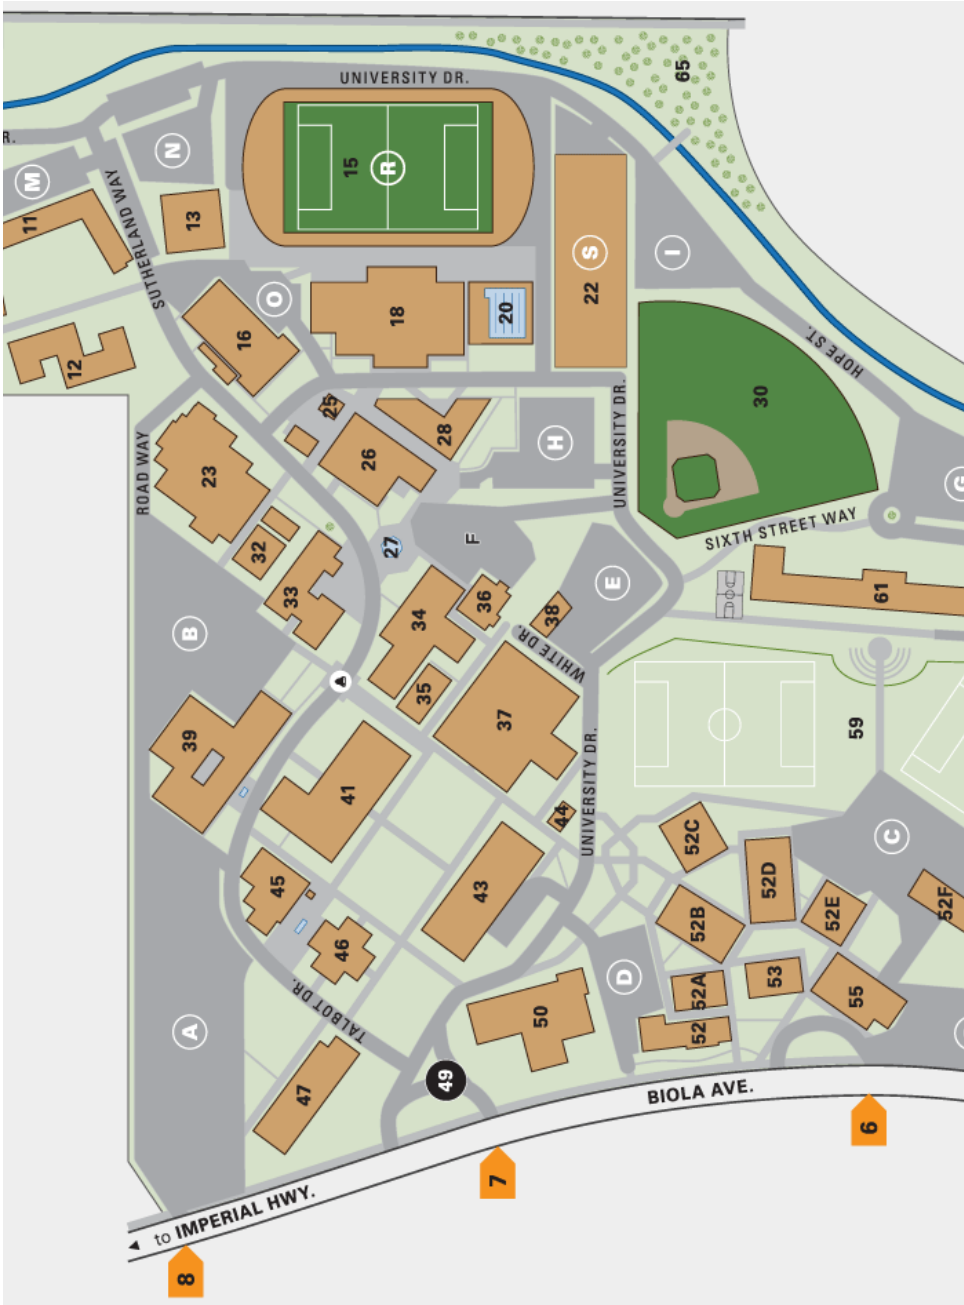 UNIVERSITY DR.
65
R.
N
M
15
R
11
13
SUTHERLAND WAY
S
I
22
O
20
18
16
HOPE ST.
12
30
25
28
H
UNIVERSITY DR.
26
ROAD WAY
23
G
SIXTH STREET WAY
F
27
32
E
33
36
61
34
38
B
WHITE DR.
35
37
59
39
41
UNIVERSITY DR.
44
52C
C
45
43
52D
52F
52B
52E
46
D
53
52A
55
TALBOT DR.
50
A
52
49
47
BIOLA AVE.
6
7
to IMPERIAL HWY.
8